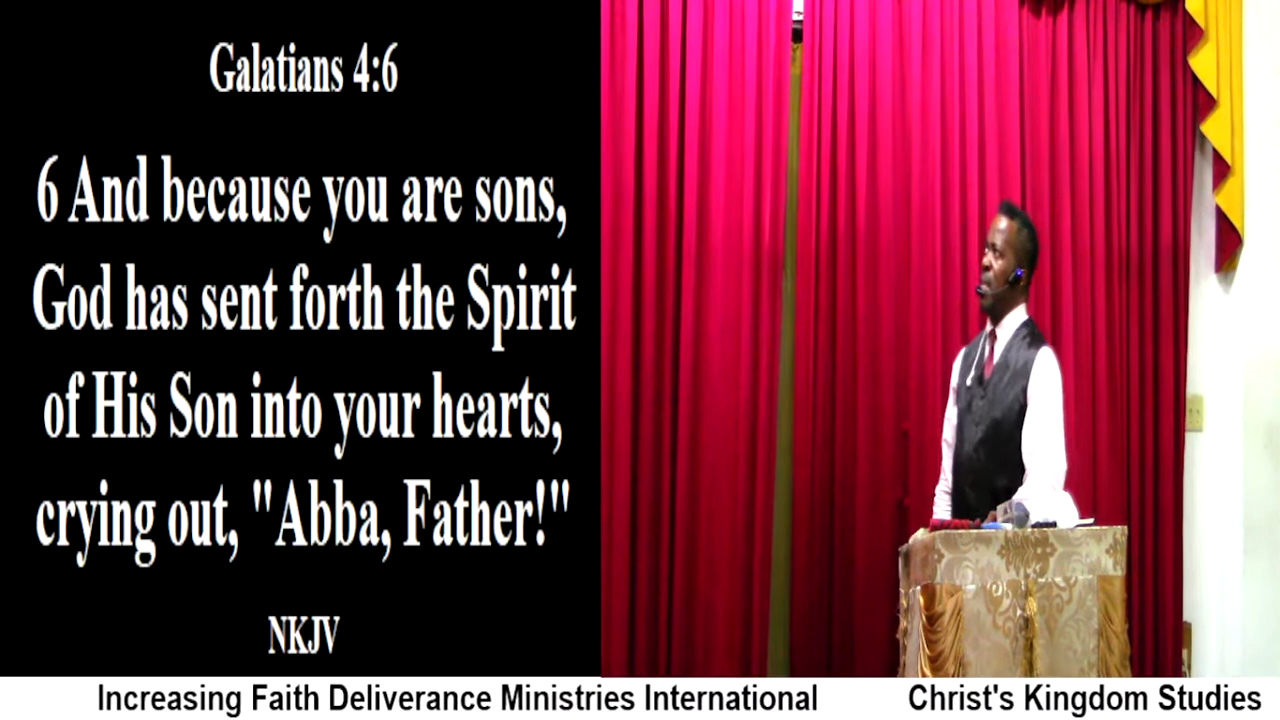 Galatians 4:6
6 And because you are sons,
God has sent forth the Spirit
of His Son into your hearts,
crying out, "Abba, Father!"
NKJV
Increasing Faith Deliverance Ministries International
Christ's Kingdom Studies